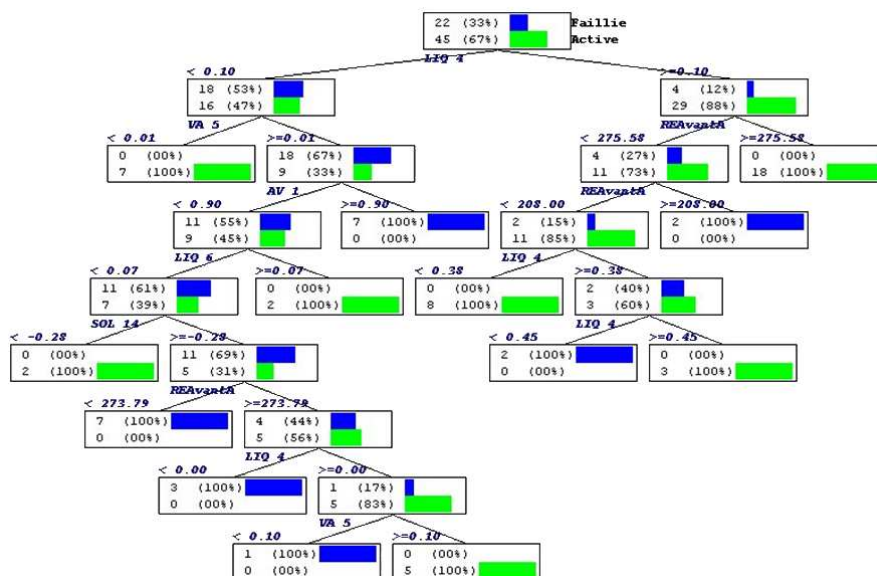 22 (33%) Faillie
45 (67%) Active
LIQ 4
< 0.10 >=0.10
18 (53%) 4 (12%)
16 (47%) 29 (88%)
VA 5 REAvantA
< 0.01 >=0.01 < 275.58 >=275.58
0 (00%) 18 (67%) 4 (27%) 0 (00%)
7 (100%) 9 (33%) 11 (73%) 18 (100%)
AV 1 REAvantA
< 0.90 >=0.90 < 208.00 >=208.00
11 (55%) 7 (100%) 2 (15%) 2 (100%)
9 (45%) 0 (00%) 11 (85%) 0 (00%)
LIQ 6 LIQ 4
< 0.07 >=0.07 < 0.38 >=0.38
11 (61%) 0 (00%) 0 (00%) 2 (40%)
7 (39%) 2 (100%) 8 (100%) 3 (60%)
SOL 14 LIQ 4
< -0.28 >=-0.28 < 0.45 >=0.45
0 (00%) 11 (69%) 2 (100%) 0 (00%)
2 (100%) 5 (31%) 0 (00%) 3 (100%)
REAvantA
< 273.79 >=273.79
7 (100%) 4 (44%)
0 (00%) 5 (56%)
LIQ 4
< 0.00 >=0.00
3 (100%) 1 (17%)
0 (00%) 5 (83%)
VA 5
< 0.10 >=0.10
1 (100%) 0 (00%)
0 (00%) 5 (100%)